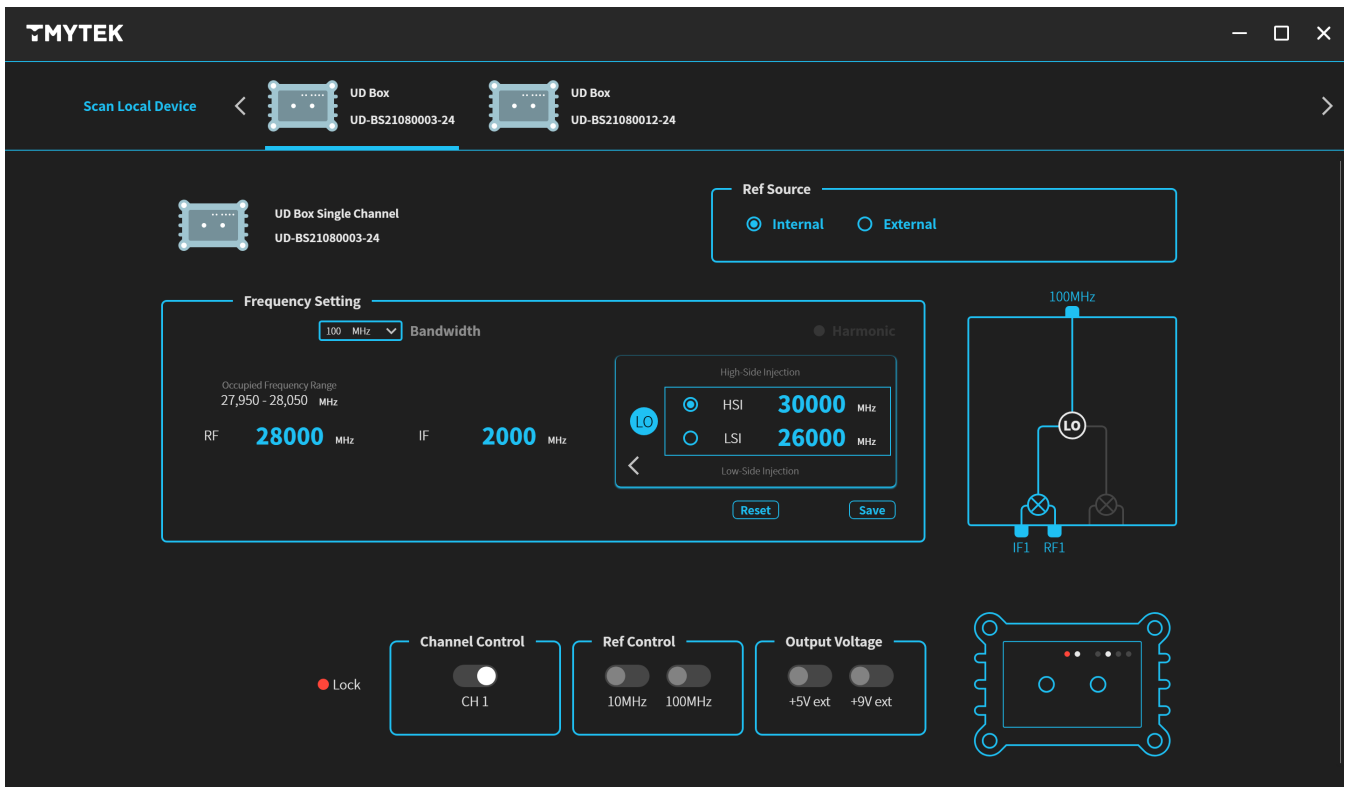 TMYTEK
Scan Local Device
UD Box
UD-BS21080003-24
UD Box
UD-BS21080012-24
UD Box Single Channel
UD-BS21080003-24
Ref Source
Internal
External
Frequency Setting
100 MHz
Bandwidth
Harmonic
Occupied Frequency Range
27,950 - 28,050 MHz
RF 28000 MHz
IF 2000 MHz
High-Side Injection
LO
HSI 30000 MHz
LSI 26000 MHz
Low-Side Injection
Reset
Save
100MHz
LO
IF1 RF1
Lock
Channel Control
CH 1
Ref Control
10MHz 100MHz
Output Voltage
+5V ext +9V ext